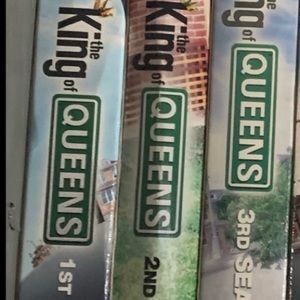 the
King of
QUEENS
1ST
the
King of
QUEENS
2ND
King of
QUEENS
3RD SEA